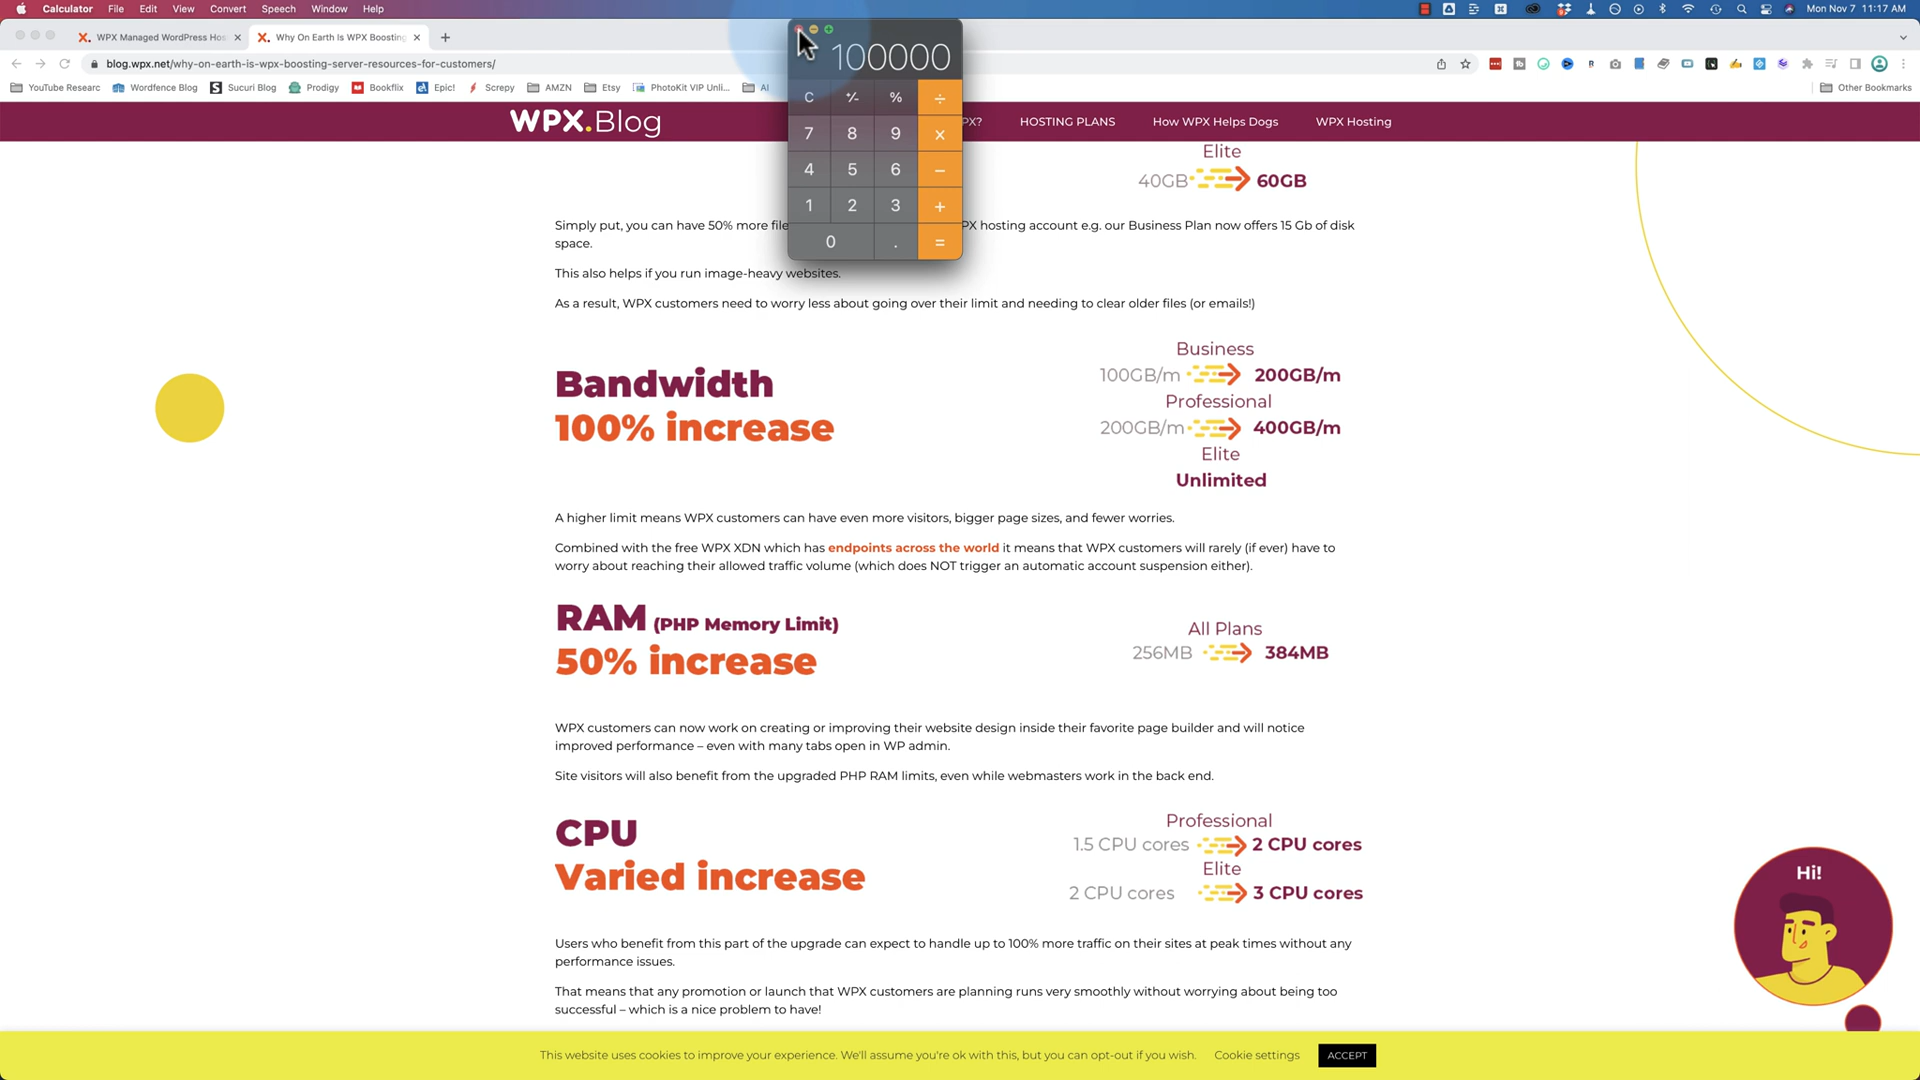 Calculator File Edit View Convert Speech Window Help
Mon Nov 7 11:17 AM
WPX Managed WordPress Hos
Why On Earth Is WPX Boosting
blog.wpx.net/why-on-earth-is-wpx-boosting-server-resources-for-customers/
YouTube Researc
Wordfence Blog
Sucuri Blog
Prodigy
Bookflix
Epic!
Screpy
AMZN
Etsy
PhotoKit VIP Unli...
AI
Other Bookmarks
100000
C +/- % ÷
7 8 9 ×
4 5 6 −
1 2 3 +
0 . =
WPX.Blog
PX?
HOSTING PLANS
How WPX Helps Dogs
WPX Hosting
Elite
40GB 60GB
Simply put, you can have 50% more file PX hosting account e.g. our Business Plan now offers 15 Gb of disk
space.
This also helps if you run image-heavy websites.
As a result, WPX customers need to worry less about going over their limit and needing to clear older files (or emails!)
Bandwidth
100% increase
Business
100GB/m 200GB/m
Professional
200GB/m 400GB/m
Elite
Unlimited
A higher limit means WPX customers can have even more visitors, bigger page sizes, and fewer worries.
Combined with the free WPX XDN which has endpoints across the world it means that WPX customers will rarely (if ever) have to
worry about reaching their allowed traffic volume (which does NOT trigger an automatic account suspension either).
RAM (PHP Memory Limit)
50% increase
All Plans
256MB 384MB
WPX customers can now work on creating or improving their website design inside their favorite page builder and will notice
improved performance – even with many tabs open in WP admin.
Site visitors will also benefit from the upgraded PHP RAM limits, even while webmasters work in the back end.
CPU
Varied increase
Professional
1.5 CPU cores 2 CPU cores
Elite
2 CPU cores 3 CPU cores
Hi!
Users who benefit from this part of the upgrade can expect to handle up to 100% more traffic on their sites at peak times without any
performance issues.
That means that any promotion or launch that WPX customers are planning runs very smoothly without worrying about being too
successful – which is a nice problem to have!
This website uses cookies to improve your experience. We'll assume you're ok with this, but you can opt-out if you wish.
Cookie settings
ACCEPT